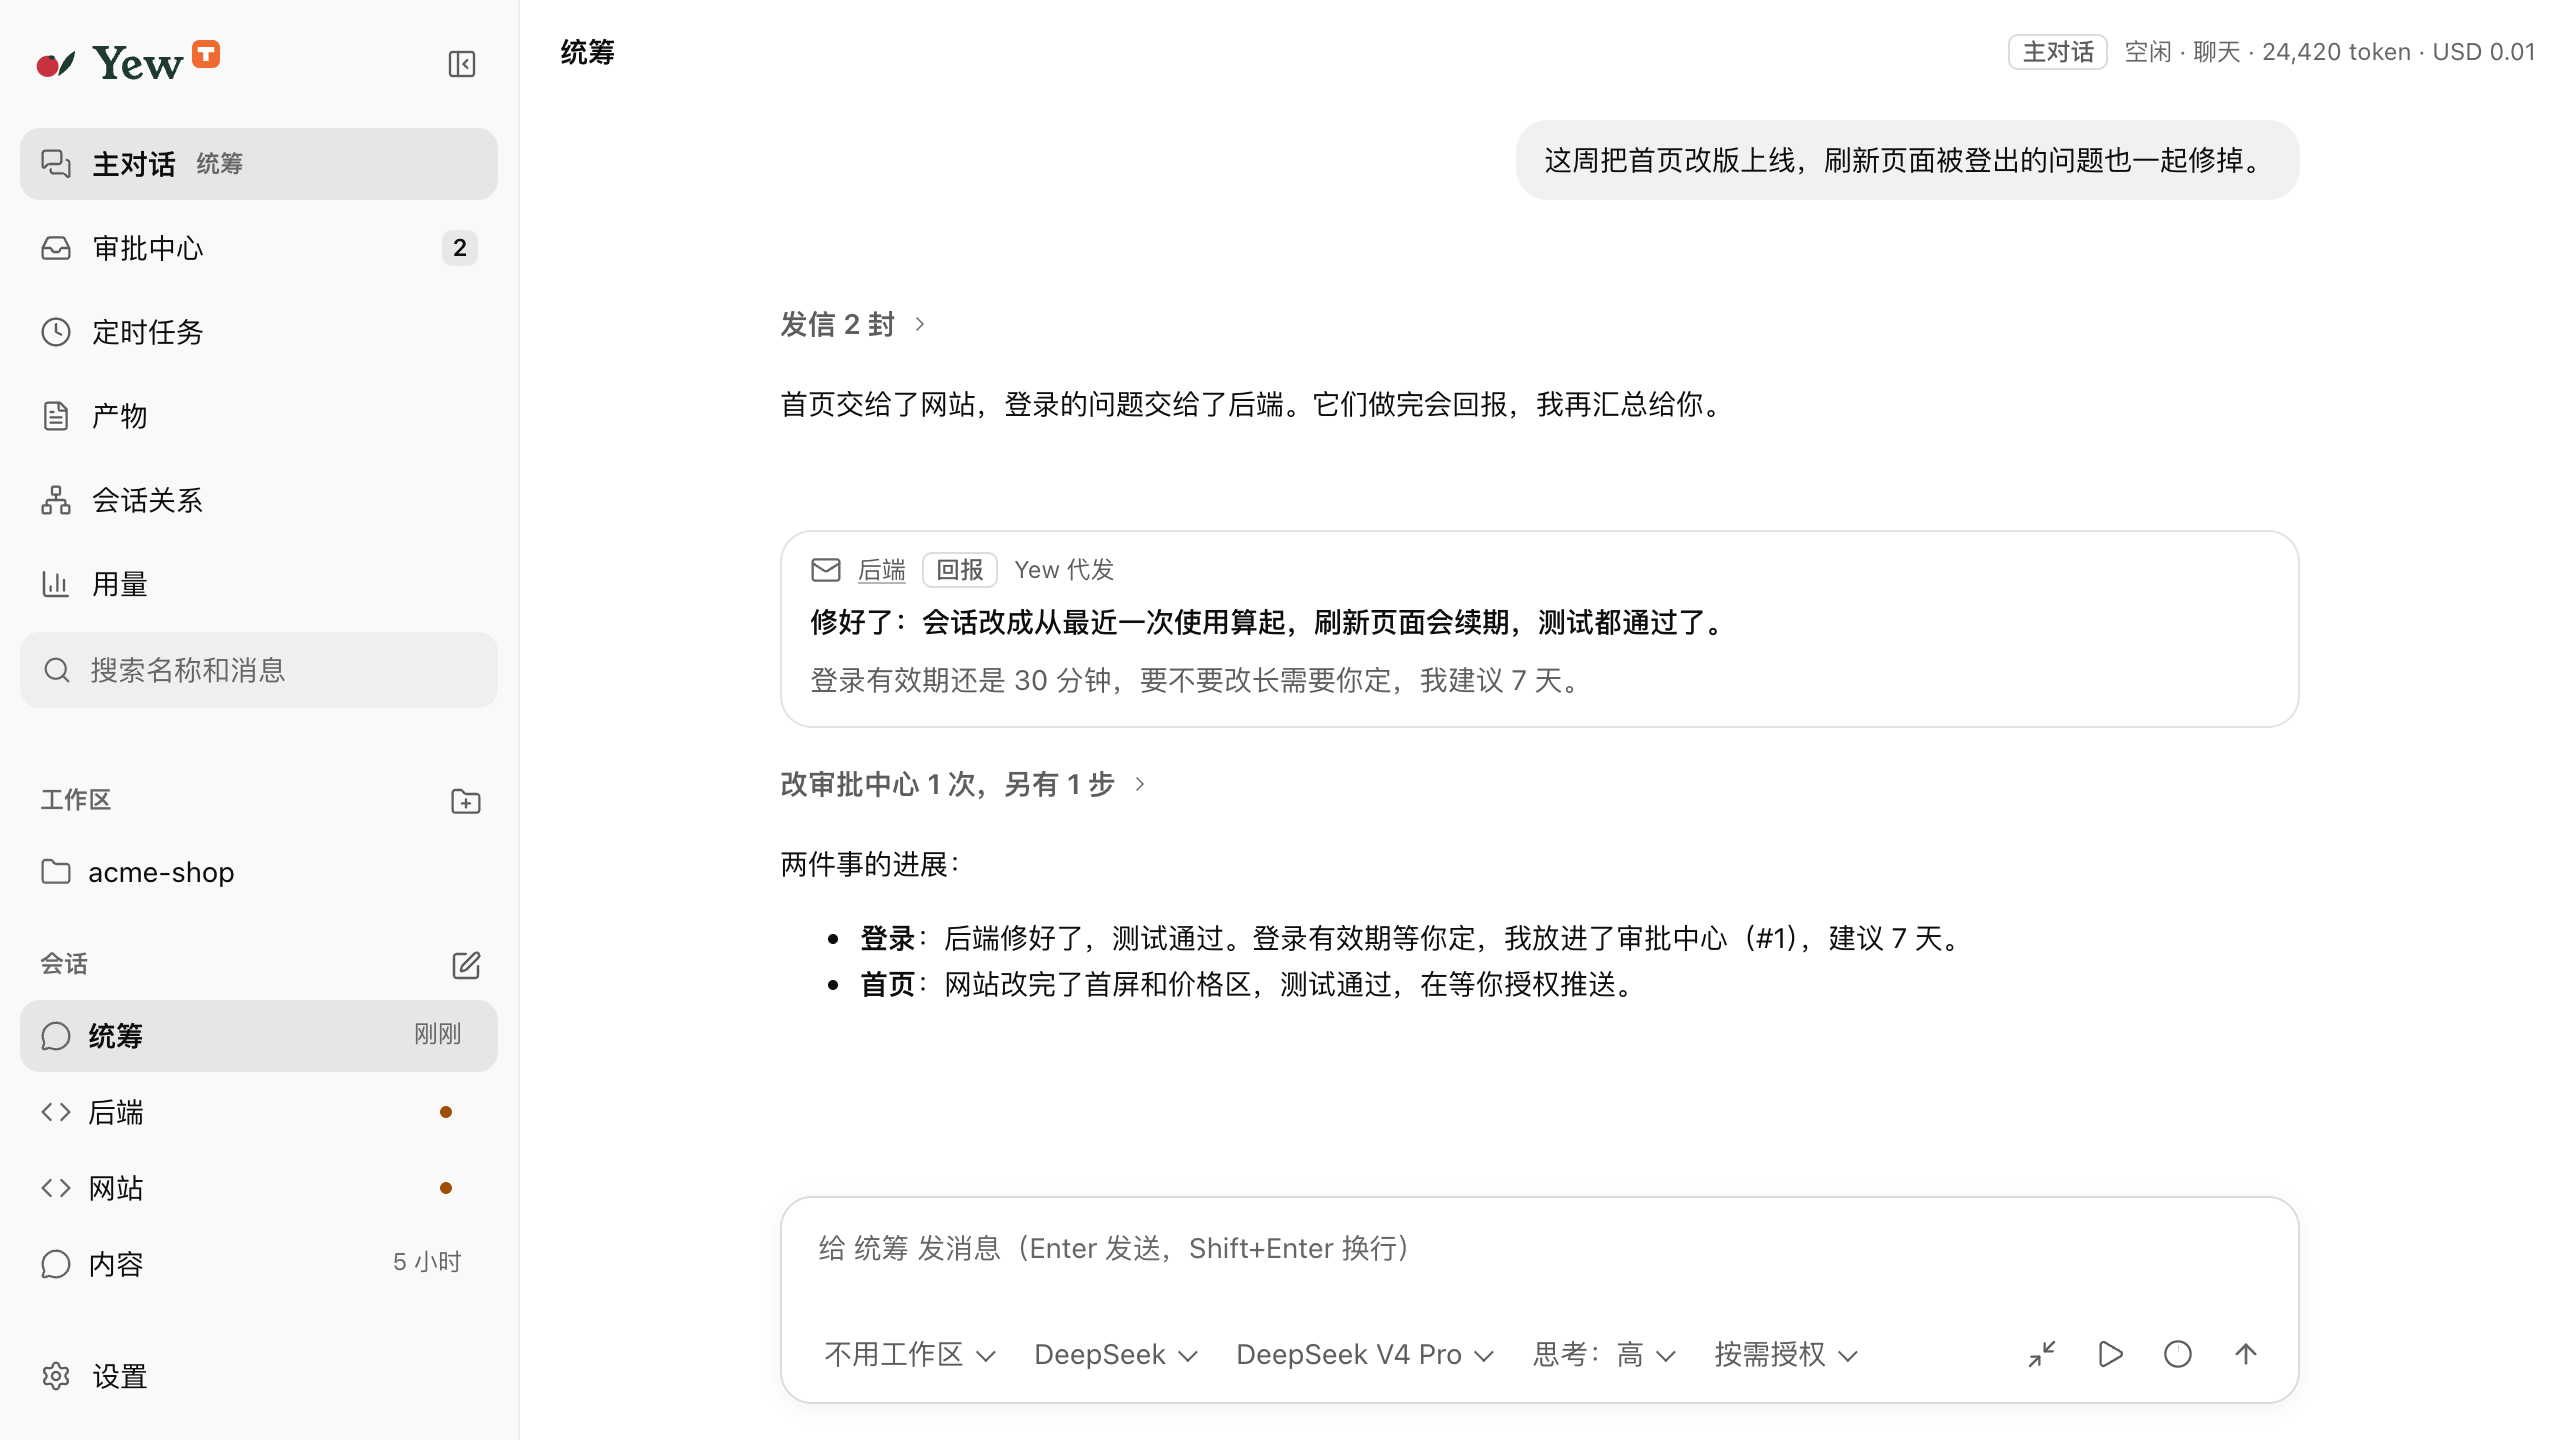 Yew T
主对话 统筹
审批中心 2
定时任务
产物
会话关系
用量
搜索名称和消息
工作区
acme-shop
会话
统筹 刚刚
后端
网站
内容 5 小时
设置
统筹
主对话 空闲 · 聊天 · 24,420 token · USD 0.01
这周把首页改版上线，刷新页面被登出的问题也一起修掉。
发信 2 封
首页交给了网站，登录的问题交给了后端。它们做完会回报，我再汇总给你。
后端 回报 Yew 代发
修好了：会话改成从最近一次使用算起，刷新页面会续期，测试都通过了。
登录有效期还是 30 分钟，要不要改长需要你定，我建议 7 天。
改审批中心 1 次，另有 1 步
两件事的进展：
• 登录：后端修好了，测试通过。登录有效期等你定，我放进了审批中心（#1），建议 7 天。
• 首页：网站改完了首屏和价格区，测试通过，在等你授权推送。
给 统筹 发消息（Enter 发送，Shift+Enter 换行）
不用工作区 DeepSeek DeepSeek V4 Pro 思考：高 按需授权